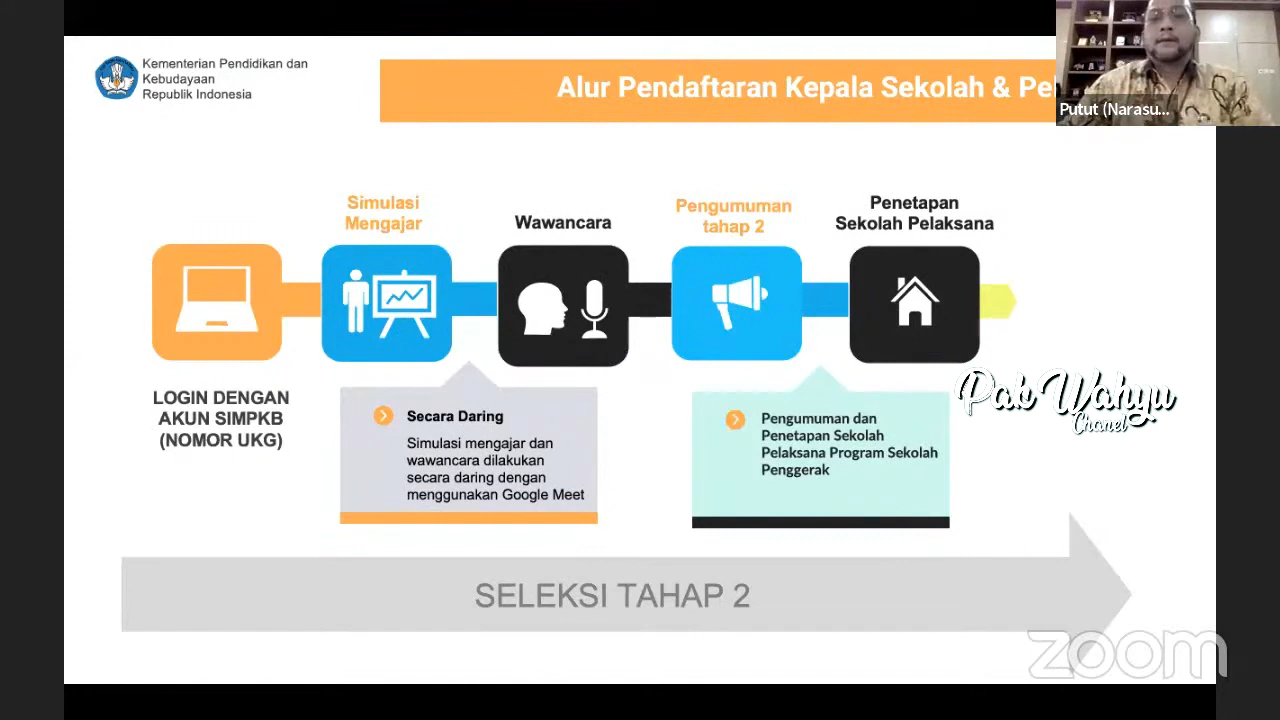 Kementerian Pendidikan dan
Kebudayaan
Republik Indonesia
Alur Pendaftaran Kepala Sekolah & Pe
Putut (Narasu...
Simulasi
Mengajar
Wawancara
Pengumuman
tahap 2
Penetapan
Sekolah Pelaksana
LOGIN DENGAN
AKUN SIMPKB
(NOMOR UKG)
Secara Daring
Simulasi mengajar dan
wawancara dilakukan
secara daring dengan
menggunakan Google Meet
Pengumuman dan
Penetapan Sekolah
Pelaksana Program Sekolah
Penggerak
Pak Wahyu
Chanel
SELEKSI TAHAP 2
zoom